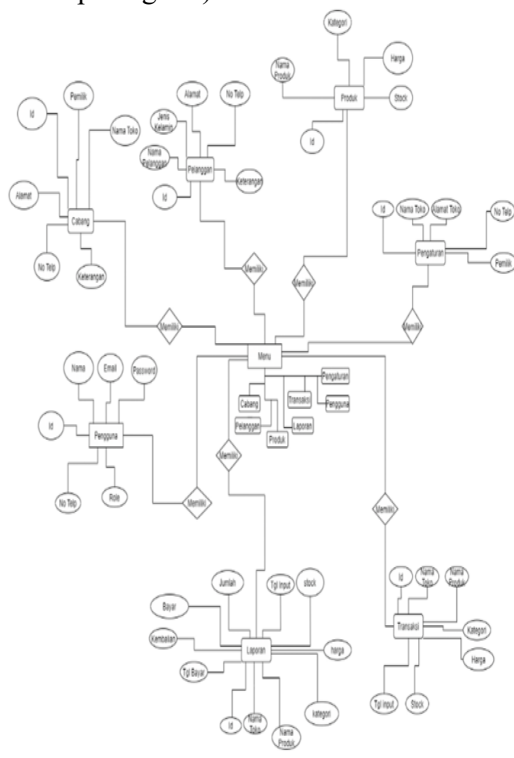 Kategori
Nama
Produk
Harga
Produk
Stock
Id
Pemilik
Id
Nama Toko
Alamat
Cabang
No Telp
Keterangan
Alamat
No Telp
Jenis
Kelamin
Nama
Pelanggan
Pelanggan
Keterangan
Id
Id
Nama Toko
Alamat Toko
No Telp
Pengaturan
Pemilik
Memiliki
Memiliki
Memiliki
Memiliki
Menu
Pengaturan
Cabang
Transaksi
Pengguna
Pelanggan
Laporan
Produk
Nama
Email
Password
Id
Pengguna
No Telp
Role
Memiliki
Memiliki
Memiliki
Jumlah
Tgl Input
stock
Bayar
Kembalian
Laporan
harga
Tgl Bayar
kategori
Id
Nama
Toko
Nama
Produk
Id
Nama
Toko
Nama
Produk
Transaksi
Kategori
Harga
Tgl input
Stock